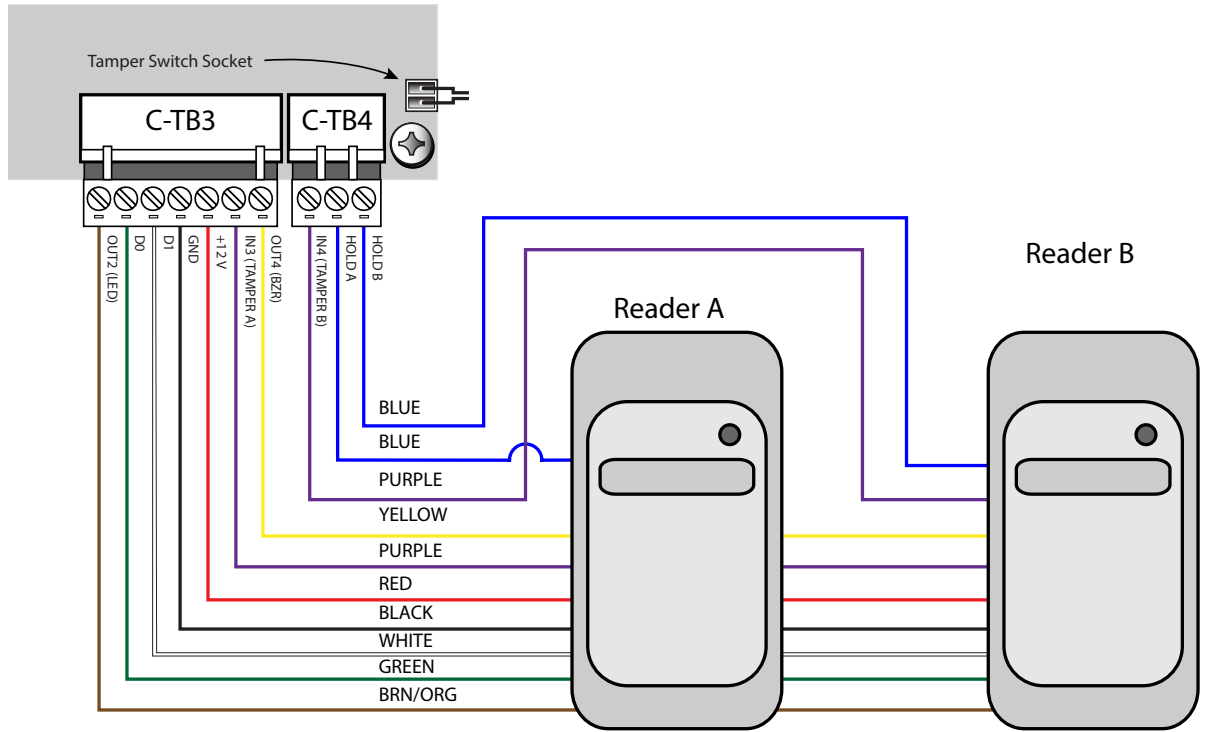 Tamper Switch Socket
C-TB3
C-TB4
OUT2 (LED)
D0
D1
GND
+12 V
IN3 (TAMPER A)
OUT4 (BZR)
IN4 (TAMPER B)
HOLD A
HOLD B
Reader B
Reader A
BLUE
BLUE
PURPLE
YELLOW
PURPLE
RED
BLACK
WHITE
GREEN
BRN/ORG